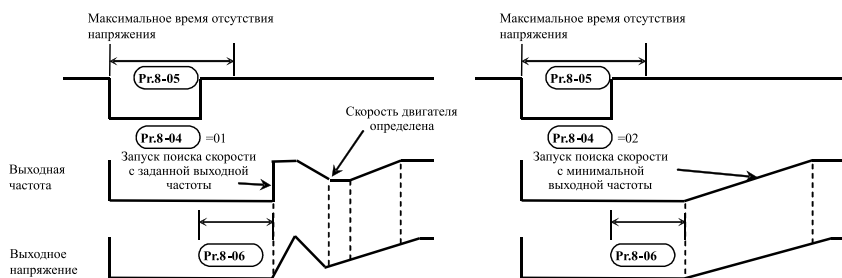 Максимальное время отсутствия
напряжения
Pr.8-05
Pr.8-04 =01
Скорость двигателя
определена
Выходная
частота
Запуск поиска скорости
с заданной выходной
частоты
Pr.8-06
Выходное
напряжение
Максимальное время отсутствия
напряжения
Pr.8-05
Pr.8-04 =02
Запуск поиска скорости
с минимальной
выходной частоты
Pr.8-06